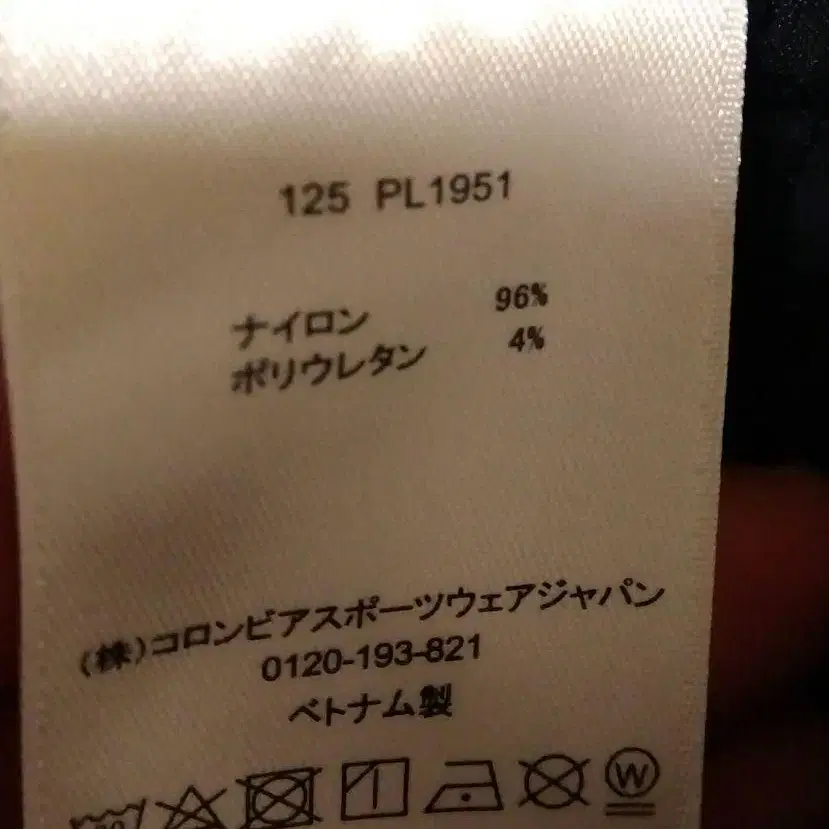 125 PL1951
ナイロン 96%
ポリウレタン 4%
(株)コロンビアスポーツウェアジャパン
0120-193-821
ベトナム製
W